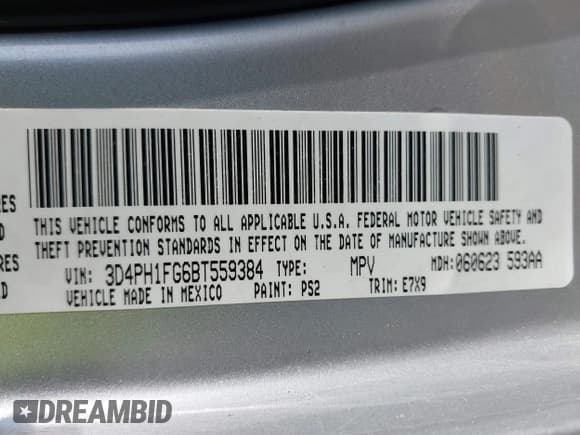 RES
D
RES
D
THIS VEHICLE CONFORMS TO ALL APPLICABLE U.S.A. FEDERAL MOTOR VEHICLE SAFETY AND
THEFT PREVENTION STANDARDS IN EFFECT ON THE DATE OF MANUFACTURE SHOWN ABOVE.
VIN: 3D4PH1FG6BT559384 TYPE: MPV MDH: 060623 593AA
VEHICLE MADE IN MEXICO PAINT: PS2 TRIM: E7X9
DREAMBID